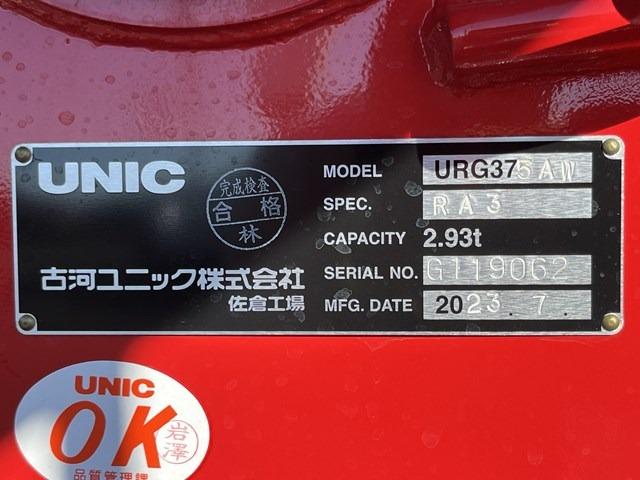 UNIC
完成検査
合格
林
古河ユニック株式会社
佐倉工場
MODEL URG375AW
SPEC. RA3
CAPACITY 2.93t
SERIAL NO. G119062
MFG. DATE 2023. 7.
UNIC
OK
岩澤
品質管理課